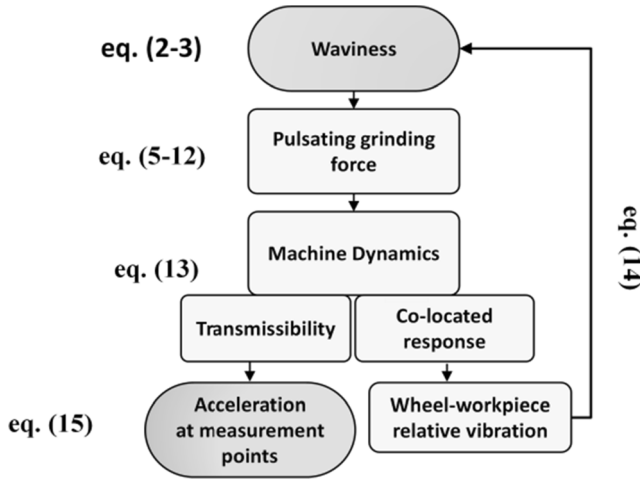 eq. (2-3)
Waviness
eq. (5-12)
Pulsating grinding
force
eq. (13)
Machine Dynamics
eq. (14)
Transmissibility
Co-located
response
eq. (15)
Acceleration
at measurement
points
Wheel-workpiece
relative vibration